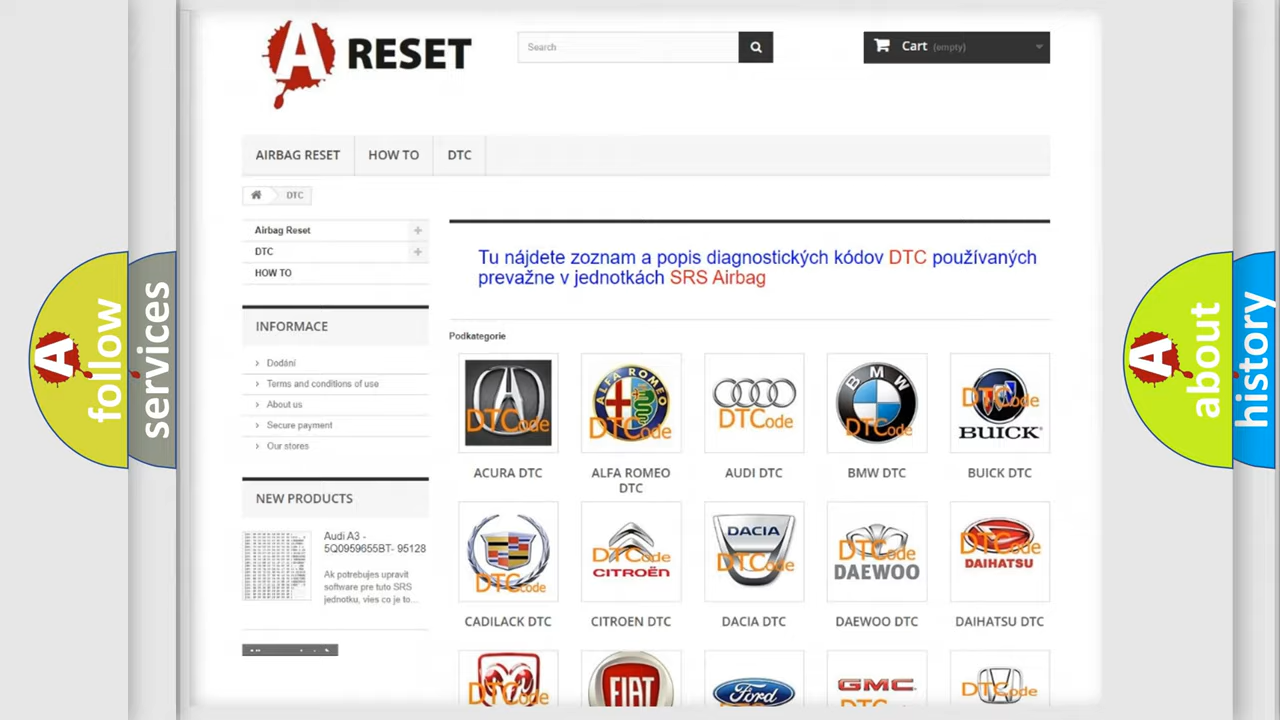 A RESET
Search
Cart (empty)
AIRBAG RESET
HOW TO
DTC
DTC
Airbag Reset
DTC
HOW TO
INFORMACE
Dodání
Terms and conditions of use
About us
Secure payment
Our stores
NEW PRODUCTS
Audi A3 -
5Q0959655BT- 95128
Ak potrebujes upravit
software pre tuto SRS
jednotku, vies co je to...
Tu nájdete zoznam a popis diagnostických kódov DTC používaných
prevažne v jednotkách SRS Airbag
Podkategorie
DTCode
ALFA ROMEO
DTCode
DTCode
BMW
DTCode
DTCode
BUICK
ACURA DTC
ALFA ROMEO
DTC
AUDI DTC
BMW DTC
BUICK DTC
DTCode
DTCode
CITROËN
DACIA
DTCode
DTCode
DAEWOO
DTCode
DAIHATSU
CADILACK DTC
CITROEN DTC
DACIA DTC
DAEWOO DTC
DAIHATSU DTC
DTCode
FIAT
Ford
GMC
DTCode
A follow
services
A about
history